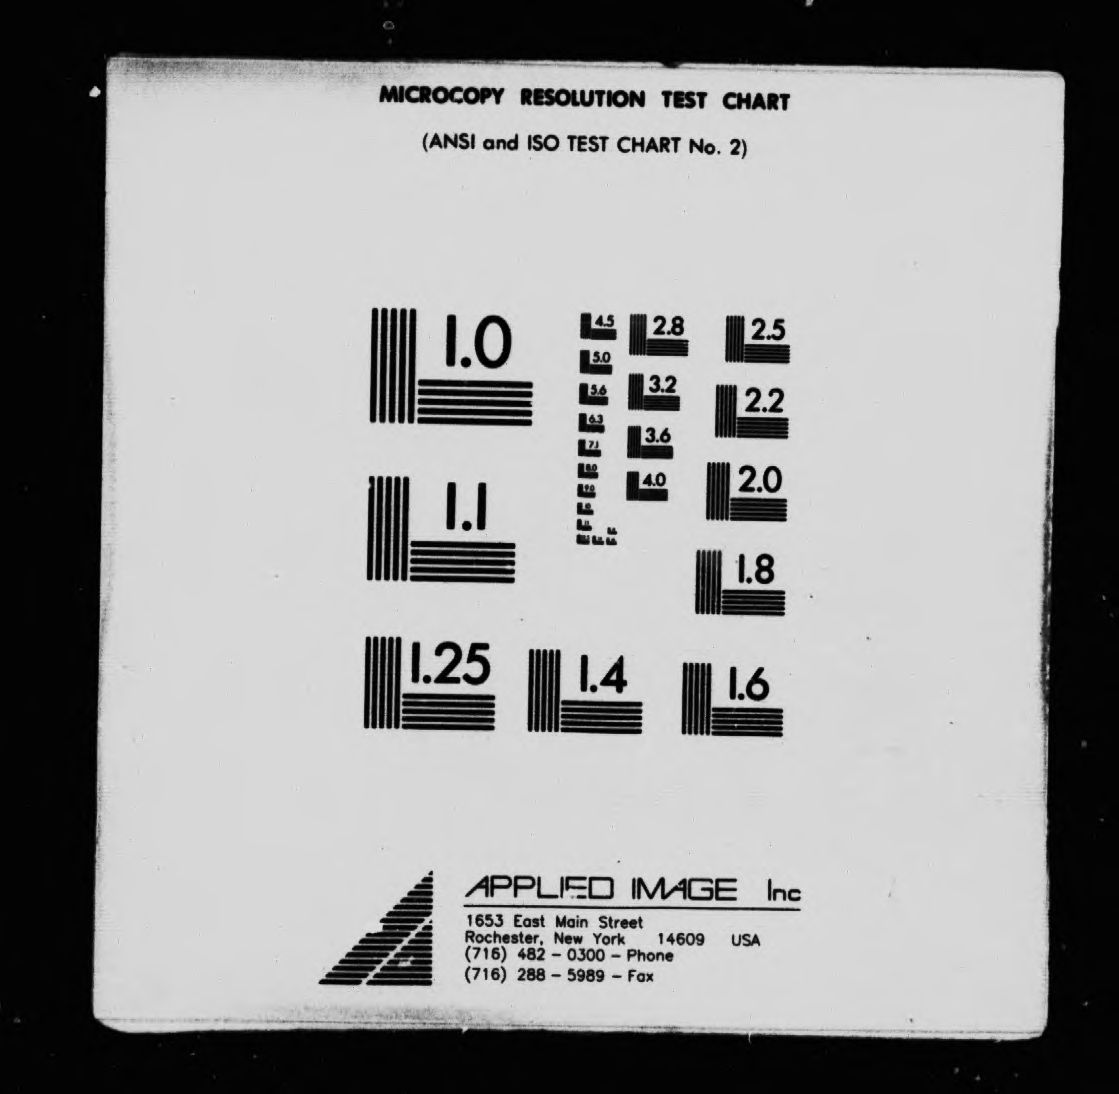 MICROCOPY RESOLUTION TEST CHART
(ANSI and ISO TEST CHART No. 2)
1.0
4.5
2.8
2.5
5.0
5.6
3.2
2.2
6.3
3.6
7.1
8.0
4.0
2.0
9.0
1.1
1.8
1.25
1.4
1.6
APPLIED IMAGE Inc
1653 East Main Street
Rochester, New York 14609 USA
(716) 482 - 0300 - Phone
(716) 288 - 5989 - Fax